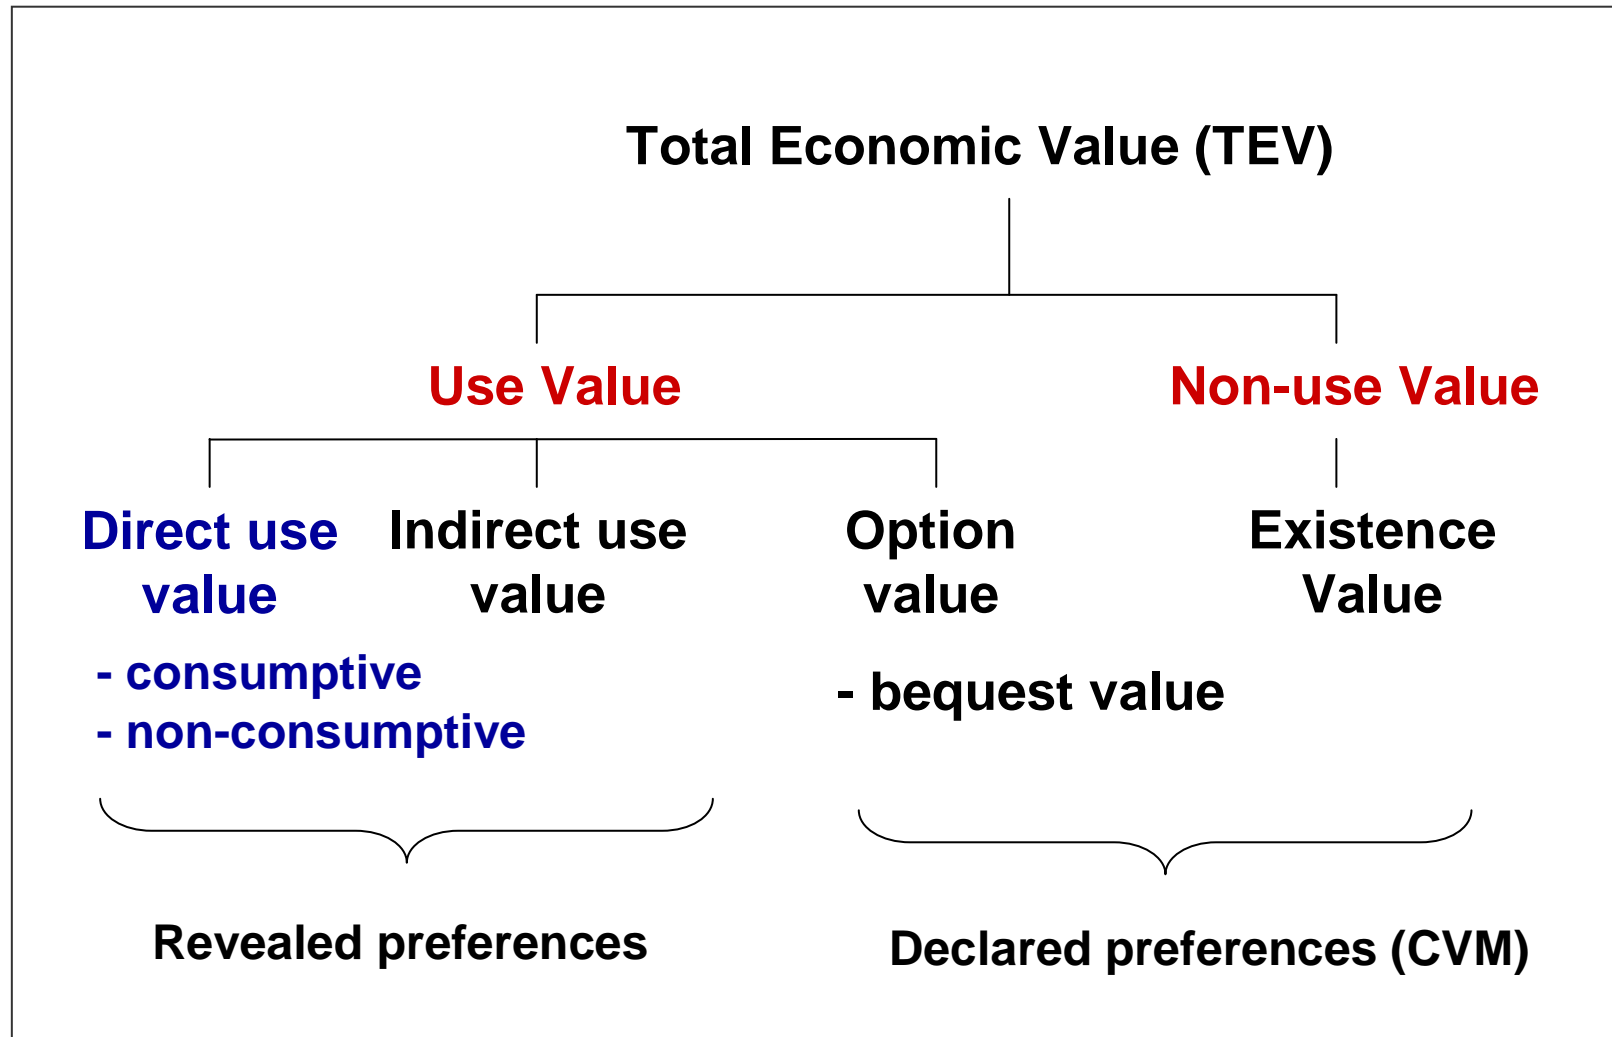 Total Economic Value (TEV)
Use Value
Non-use Value
Direct use
value
Indirect use
value
Option
value
Existence
Value
- consumptive
- non-consumptive
- bequest value
Revealed preferences
Declared preferences (CVM)